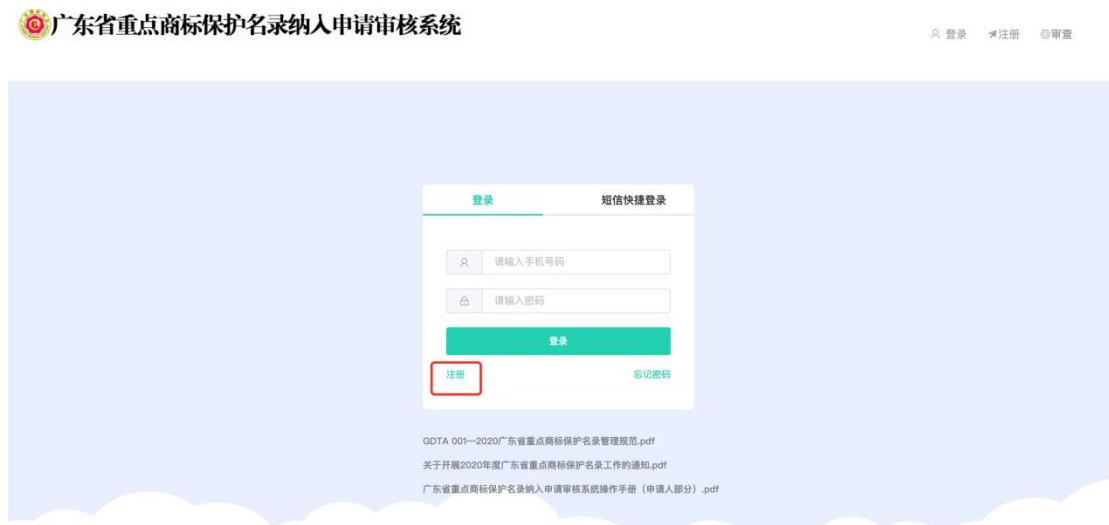 广东省重点商标保护名录纳入申请审核系统
登录 注册 审查
登录 短信快捷登录
请输入手机号码
请输入密码
登录
注册 忘记密码
GDTA 001—2020广东省重点商标保护名录管理规范.pdf
关于开展2020年度广东省重点商标保护名录工作的通知.pdf
广东省重点商标保护名录纳入申请审核系统操作手册（申请人部分）.pdf